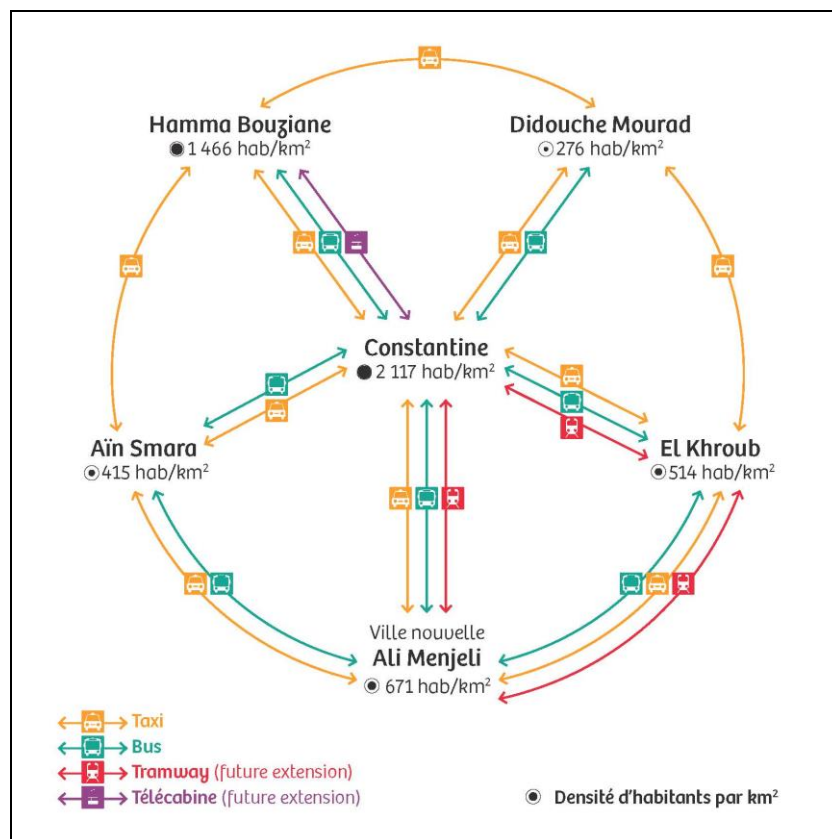 Hamma Bouziane
1 466 hab/km²
Didouche Mourad
276 hab/km²
Constantine
2 117 hab/km²
Aïn Smara
415 hab/km²
El Khroub
514 hab/km²
Ville nouvelle
Ali Menjeli
671 hab/km²
Taxi
Bus
Tramway (future extension)
Télécabine (future extension)
Densité d'habitants par km²